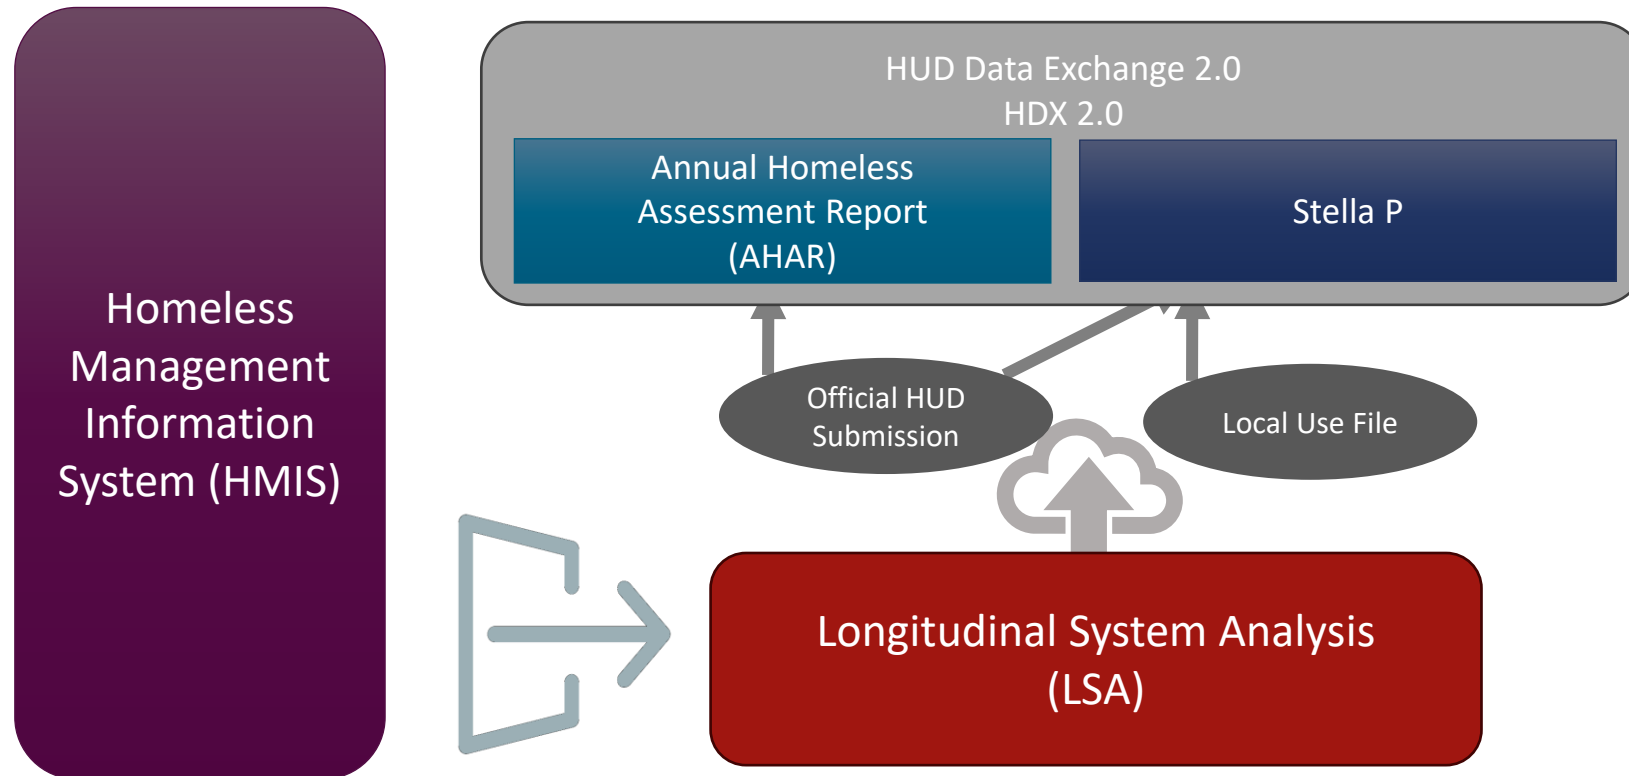 Homeless
Management
Information
System (HMIS)
HUD Data Exchange 2.0
HDX 2.0
Annual Homeless
Assessment Report
(AHAR)
Stella P
Official HUD
Submission
Local Use File
Longitudinal System Analysis
(LSA)